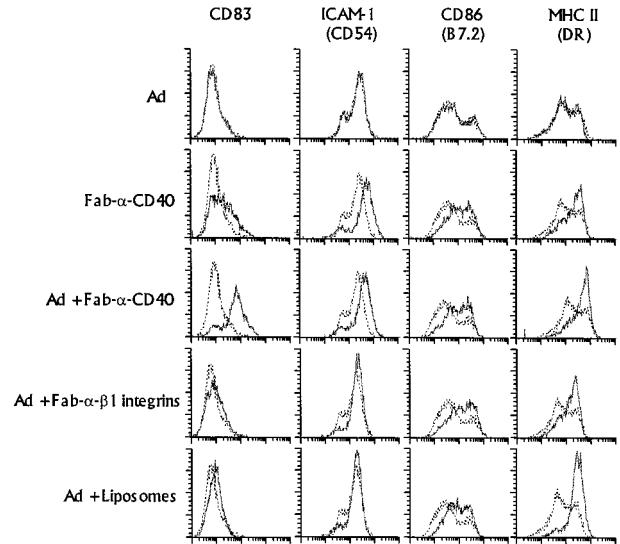 CD83 ICAM-1 CD86 MHC II
(CD54) (B7.2) (DR)
Ad
Fab-α-CD40
Ad +Fab-α-CD40
Ad +Fab-α-β1 integrins
Ad +Liposomes